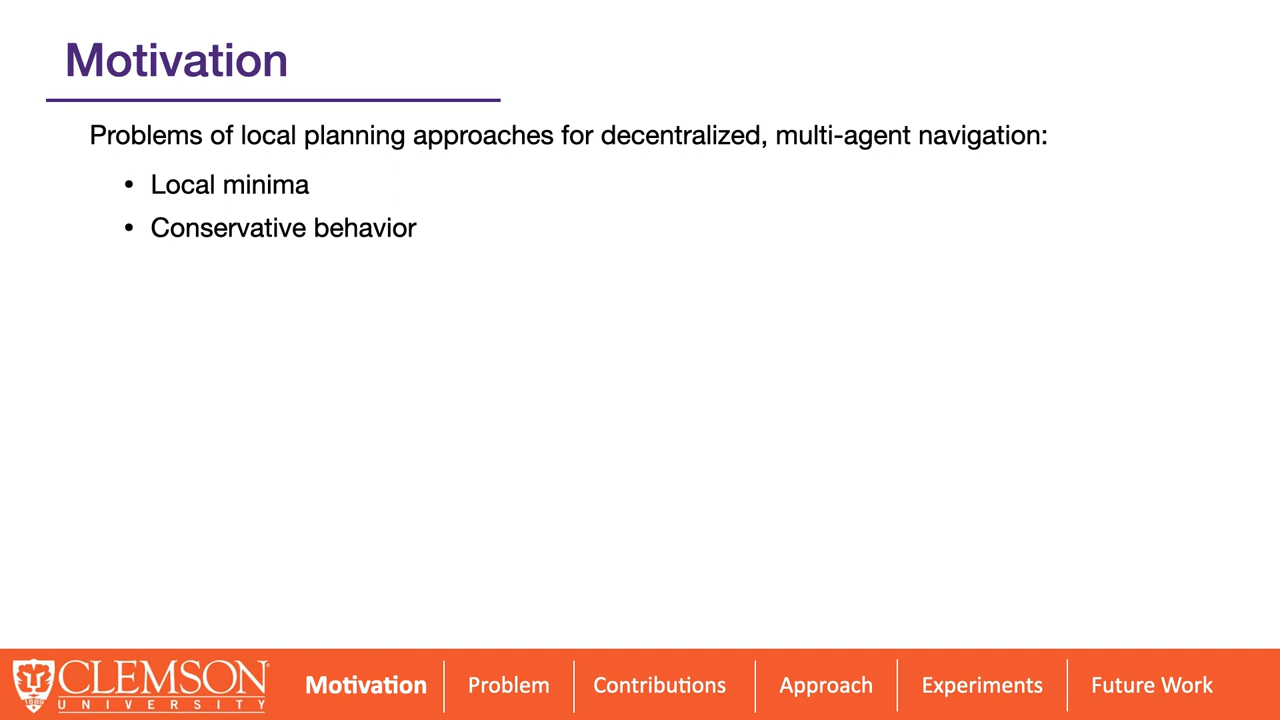 Motivation
Problems of local planning approaches for decentralized, multi-agent navigation:
• Local minima
• Conservative behavior
CLEMSON
UNIVERSITY
Motivation
Problem
Contributions
Approach
Experiments
Future Work